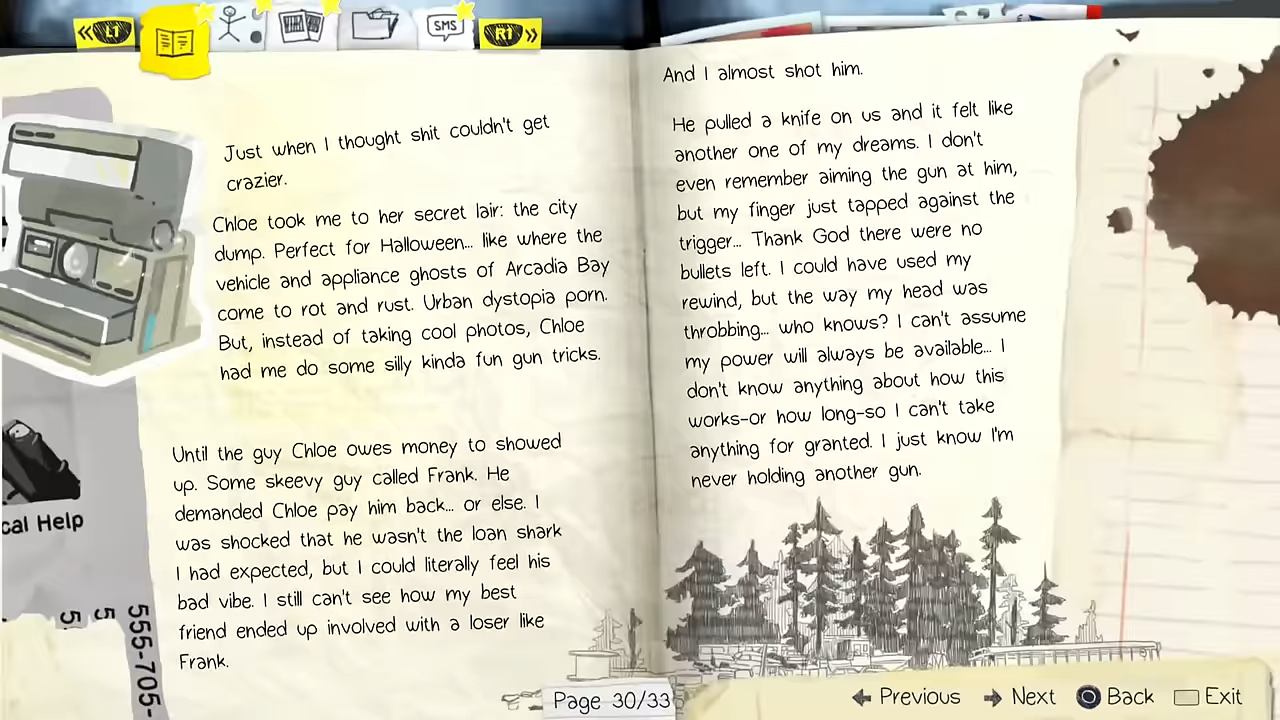 L1
SMS
R1
Just when I thought shit couldn't get
crazier.
Chloe took me to her secret lair: the city
dump. Perfect for Halloween... like where the
vehicle and appliance ghosts of Arcadia Bay
come to rot and rust. Urban dystopia porn.
But, instead of taking cool photos, Chloe
had me do some silly kinda fun gun tricks.
Until the guy Chloe owes money to showed
up. Some skeevy guy called Frank. He
demanded Chloe pay him back... or else. I
was shocked that he wasn't the loan shark
I had expected, but I could literally feel his
bad vibe. I still can't see how my best
friend ended up involved with a loser like
Frank.
cal Help
5
5
555-705-
And I almost shot him.
He pulled a knife on us and it felt like
another one of my dreams. I don't
even remember aiming the gun at him,
but my finger just tapped against the
trigger... Thank God there were no
bullets left. I could have used my
rewind, but the way my head was
throbbing... who knows? I can't assume
my power will always be available... I
don't know anything about how this
works-or how long-so I can't take
anything for granted. I just know I'm
never holding another gun.
Page 30/33
Previous
Next
Back
Exit